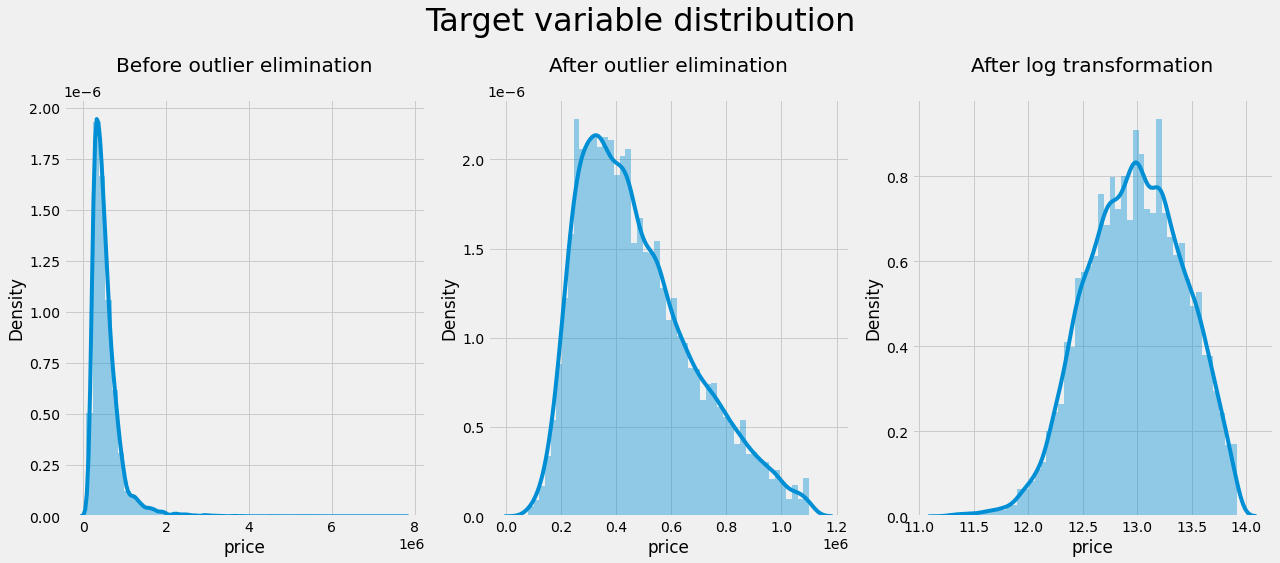 Target variable distribution
Before outlier elimination
1e−6
2.00
1.75
1.50
1.25
1.00
0.75
0.50
0.25
0.00
Density
0 2 4 6 8
1e6
price
After outlier elimination
1e−6
2.0
1.5
1.0
0.5
0.0
Density
0.0 0.2 0.4 0.6 0.8 1.0 1.2
1e6
price
After log transformation
0.8
0.6
0.4
0.2
0.0
Density
11.0 11.5 12.0 12.5 13.0 13.5 14.0
price